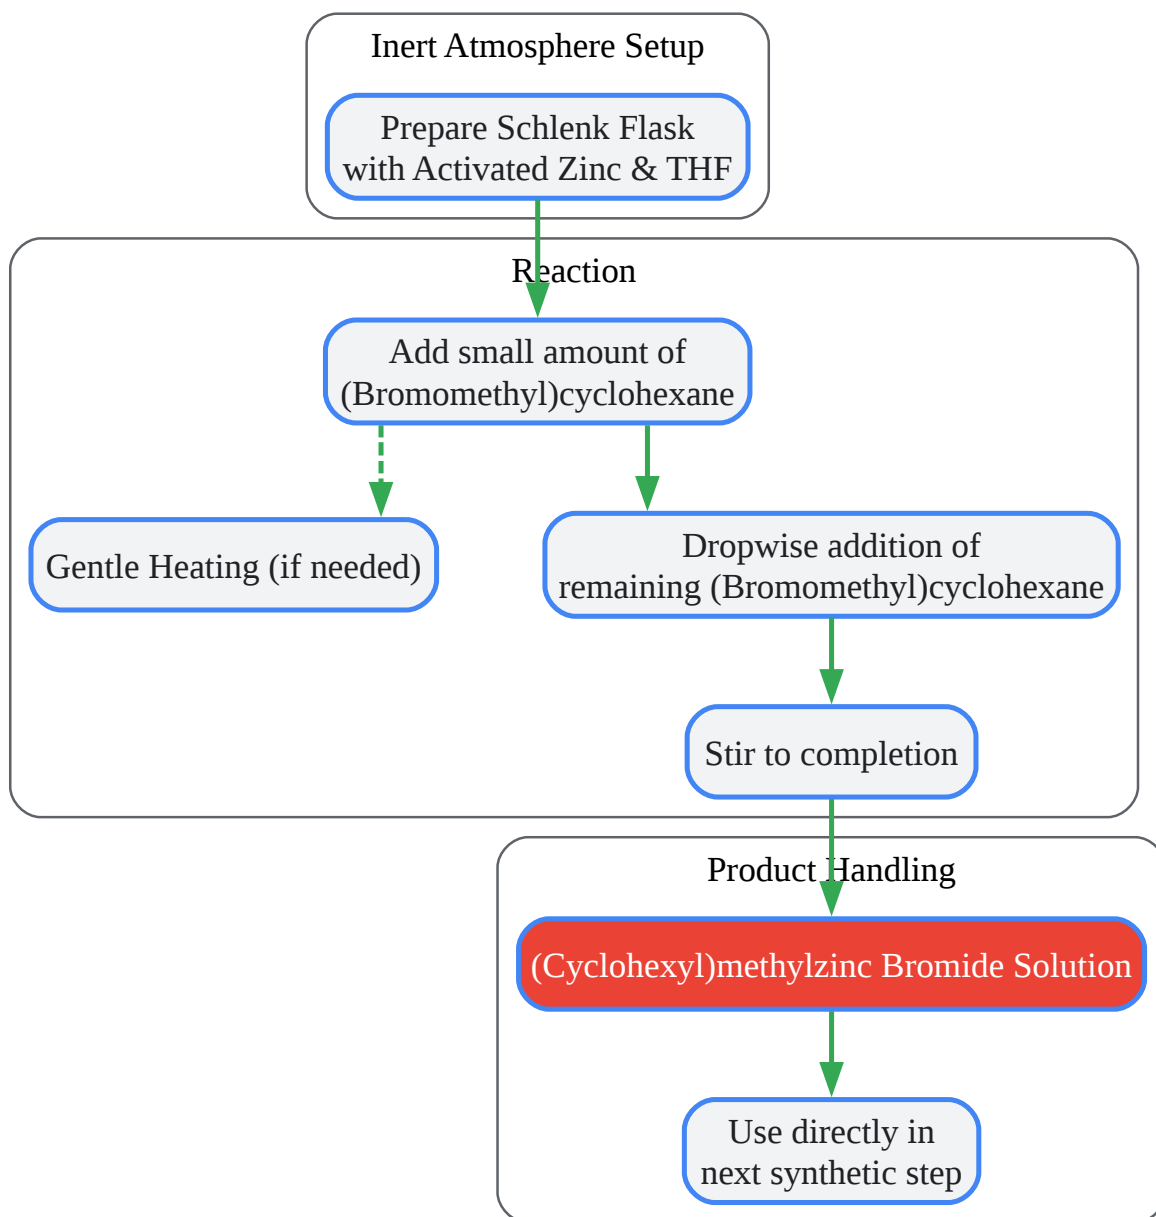 Inert Atmosphere Setup
Prepare Schlenk Flask
with Activated Zinc & THF
Reaction
Add small amount of
(Bromomethyl)cyclohexane
Gentle Heating (if needed)
Dropwise addition of
remaining (Bromomethyl)cyclohexane
Stir to completion
Product Handling
(Cyclohexyl)methylzinc Bromide Solution
Use directly in
next synthetic step